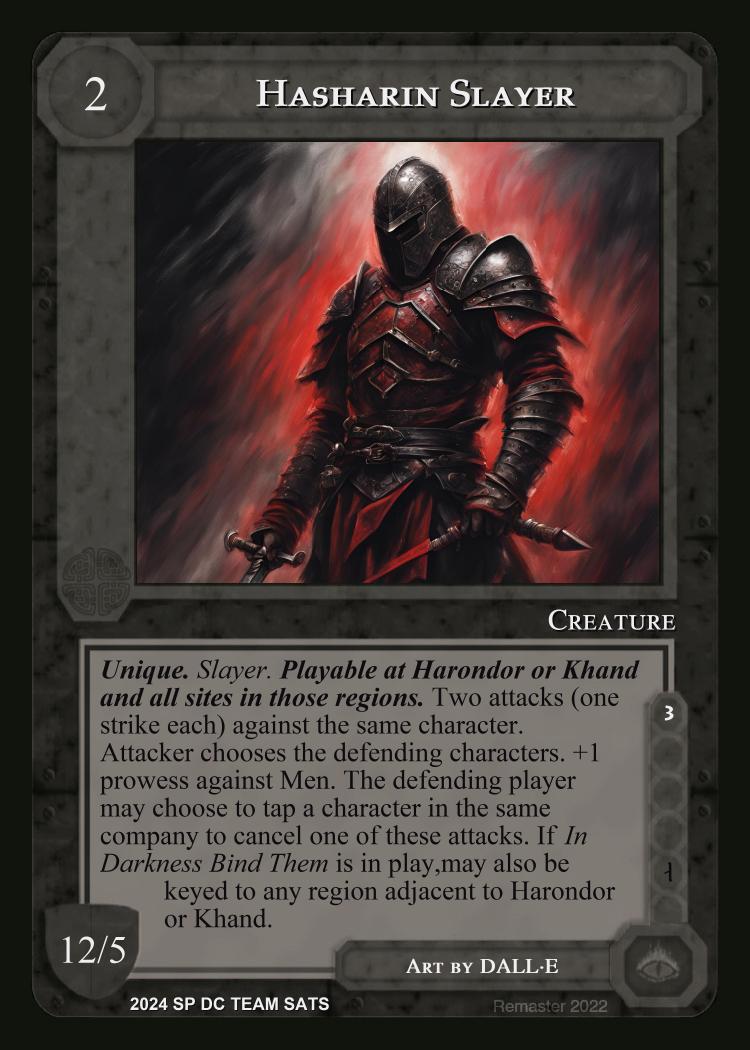 2
Hasharin Slayer
Creature
Unique. Slayer. Playable at Harondor or Khand
and all sites in those regions. Two attacks (one
strike each) against the same character.
Attacker chooses the defending characters. +1
prowess against Men. The defending player
may choose to tap a character in the same
company to cancel one of these attacks. If In
Darkness Bind Them is in play,may also be
keyed to any region adjacent to Harondor
or Khand.
3
12/5
Art by DALL·E
2024 SP DC TEAM SATS
Remaster 2022